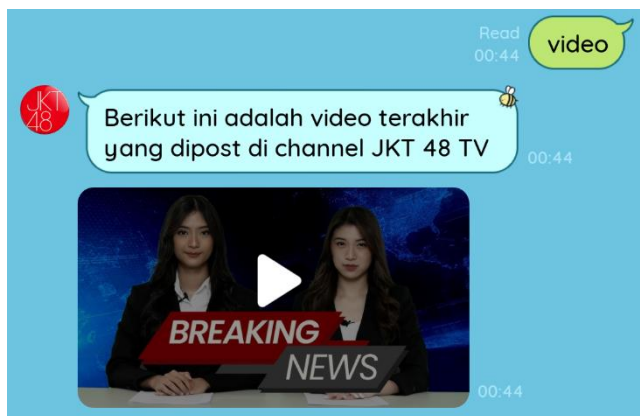 Read
00:44
video
JKT
48
Berikut ini adalah video terakhir
yang dipost di channel JKT 48 TV
00:44
BREAKING
NEWS
00:44